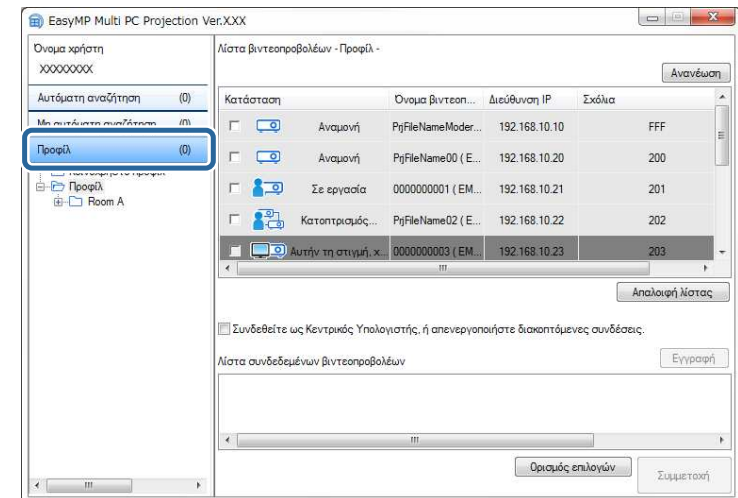 EasyMP Multi PC Projection Ver.XXX
Όνομα χρήστη
XXXXXXXX
Αυτόματη αναζήτηση (0)
Μη αυτόματη αναζήτηση (0)
Προφίλ (0)
Προφίλ
Room A
Λίστα βιντεοπροβολέων - Προφίλ -
Ανανέωση
Κατάσταση Όνομα βιντεοπ... Διεύθυνση IP Σχόλια
Αναμονή PrjFileNameModer... 192.168.10.10 FFF
Αναμονή PrjFileName00 ( E... 192.168.10.20 200
Σε εργασία 0000000001 ( EM... 192.168.10.21 201
Κατοπτρισμός... PrjFileName02 ( E... 192.168.10.22 202
Αυτήν τη στιγμή, χ... 0000000003 ( EM... 192.168.10.23 203
Απαλοιφή λίστας
Συνδεθείτε ως Κεντρικός Υπολογιστής, ή απενεργοποιήστε διακοπτόμενες συνδέσεις.
Λίστα συνδεδεμένων βιντεοπροβολέων
Εγγραφή
Ορισμός επιλογών
Συμμετοχή